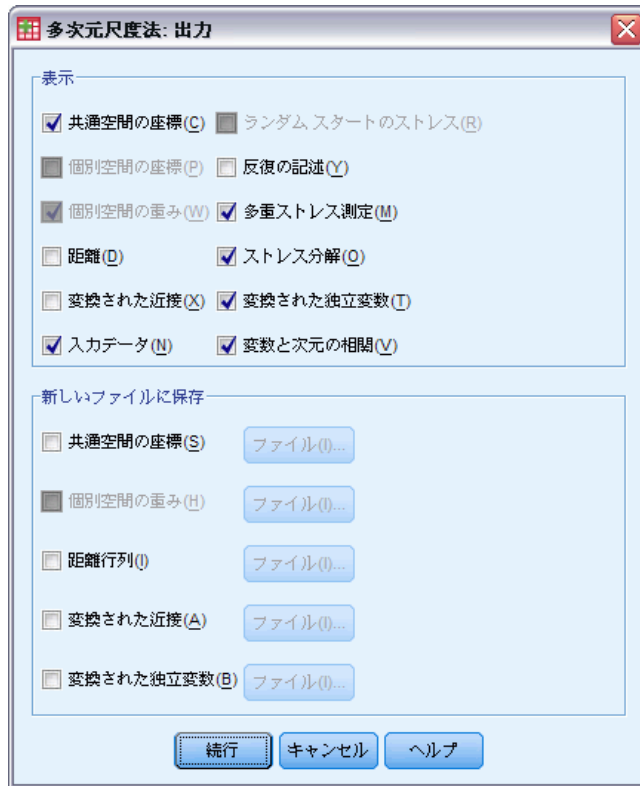 多次元尺度法: 出力
表示
共通空間の座標(C) ランダム スタートのストレス(R)
個別空間の座標(P) 反復の記述(Y)
個別空間の重み(W) 多重ストレス測定(M)
距離(D) ストレス分解(O)
変換された近接(X) 変換された独立変数(T)
入力データ(N) 変数と次元の相関(V)
新しいファイルに保存
共通空間の座標(S) ファイル(I)...
個別空間の重み(H) ファイル(I)...
距離行列(I) ファイル(I)...
変換された近接(A) ファイル(I)...
変換された独立変数(B) ファイル(I)...
続行 キャンセル ヘルプ